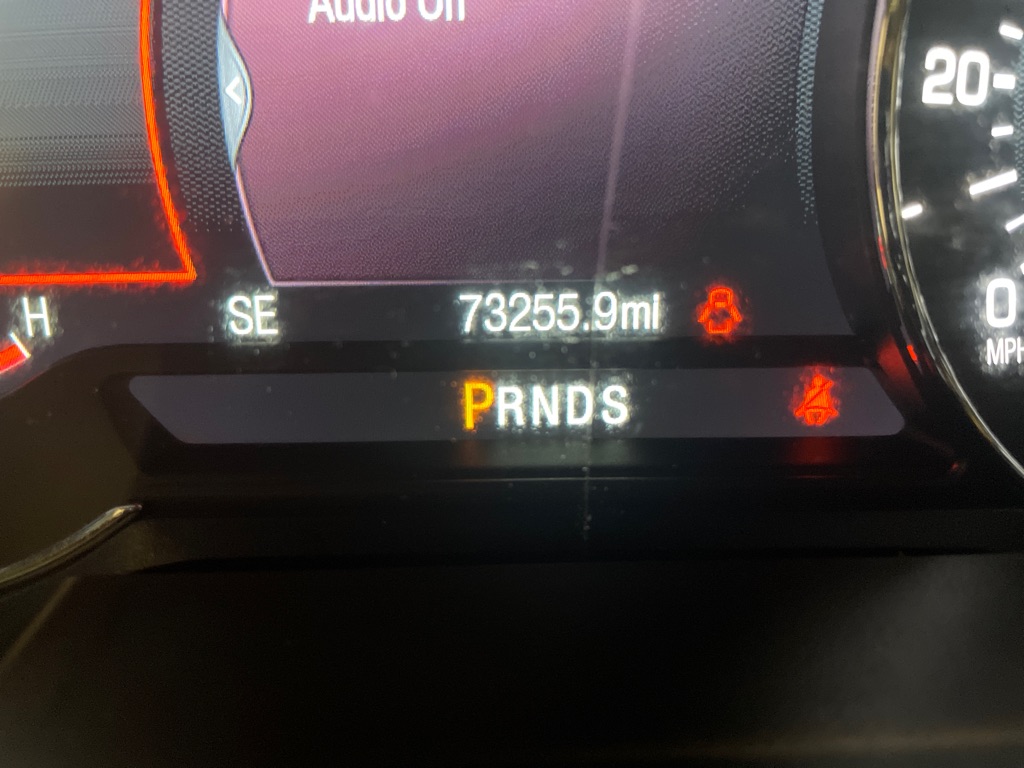 Audio Off
20
H SE 73255.9mi 0
MPH
PRNDS